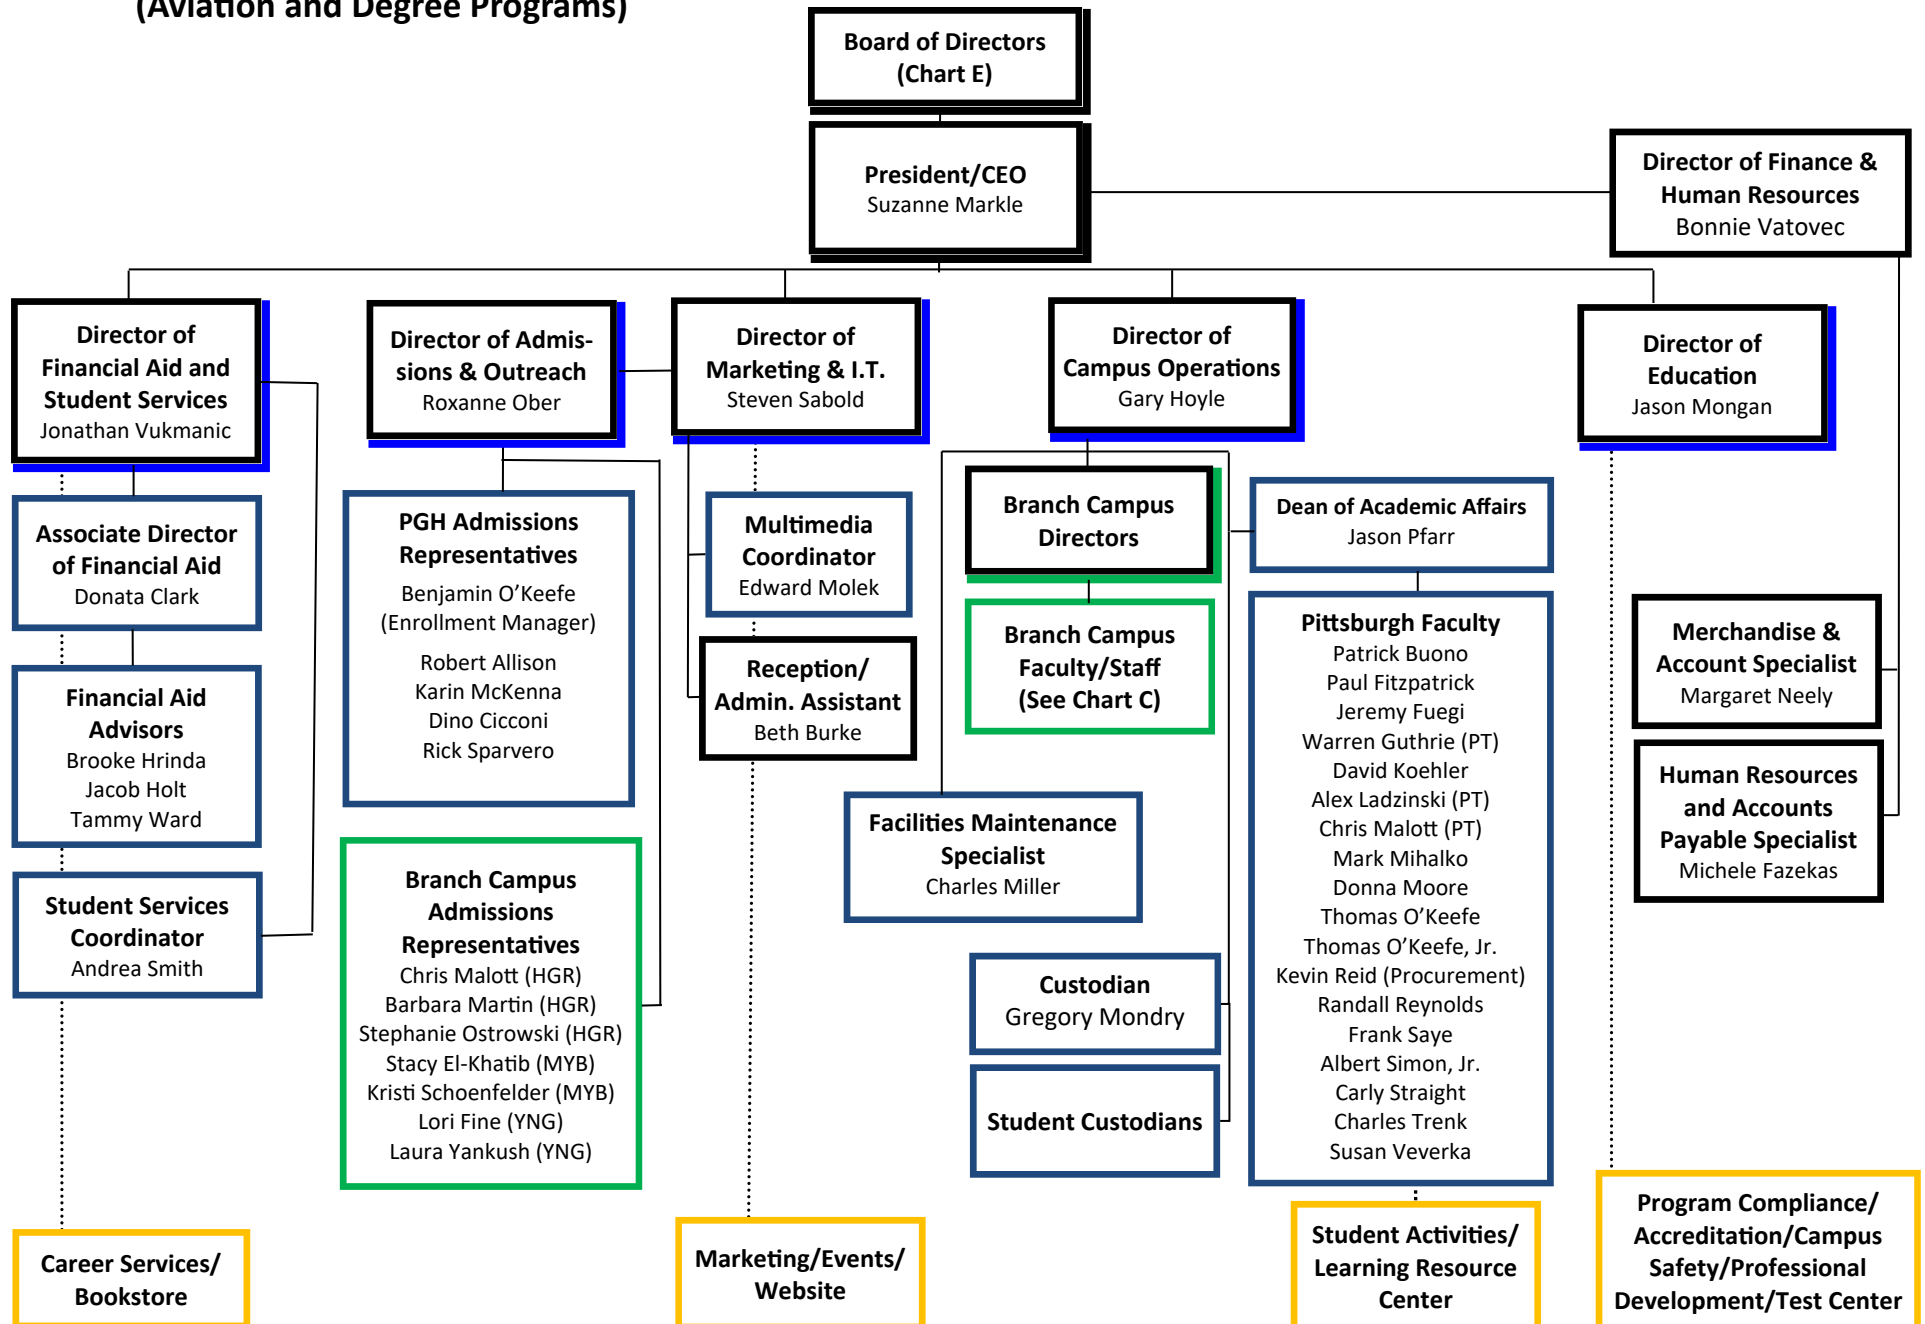 (Aviation and Degree Programs)
Board of Directors
(Chart E)
President/CEO
Suzanne Markle
Director of Finance &
Human Resources
Bonnie Vatovec
Director of
Financial Aid and
Student Services
Jonathan Vukmanic
Director of Admis-
sions & Outreach
Roxanne Ober
Director of
Marketing & I.T.
Steven Sabold
Director of
Campus Operations
Gary Hoyle
Director of
Education
Jason Mongan
Associate Director
of Financial Aid
Donata Clark
Financial Aid
Advisors
Brooke Hrinda
Jacob Holt
Tammy Ward
Student Services
Coordinator
Andrea Smith
Career Services/
Bookstore
PGH Admissions
Representatives
Benjamin O’Keefe
(Enrollment Manager)
Robert Allison
Karin McKenna
Dino Cicconi
Rick Sparvero
Branch Campus
Admissions
Representatives
Chris Malott (HGR)
Barbara Martin (HGR)
Stephanie Ostrowski (HGR)
Stacy El-Khatib (MYB)
Kristi Schoenfelder (MYB)
Lori Fine (YNG)
Laura Yankush (YNG)
Multimedia
Coordinator
Edward Molek
Reception/
Admin. Assistant
Beth Burke
Marketing/Events/
Website
Branch Campus
Directors
Branch Campus
Faculty/Staff
(See Chart C)
Facilities Maintenance
Specialist
Charles Miller
Custodian
Gregory Mondry
Student Custodians
Dean of Academic Affairs
Jason Pfarr
Pittsburgh Faculty
Patrick Buono
Paul Fitzpatrick
Jeremy Fuegi
Warren Guthrie (PT)
David Koehler
Alex Ladzinski (PT)
Chris Malott (PT)
Mark Mihalko
Donna Moore
Thomas O’Keefe
Thomas O’Keefe, Jr.
Kevin Reid (Procurement)
Randall Reynolds
Frank Saye
Albert Simon, Jr.
Carly Straight
Charles Trenk
Susan Veverka
Student Activities/
Learning Resource
Center
Merchandise &
Account Specialist
Margaret Neely
Human Resources
and Accounts
Payable Specialist
Michele Fazekas
Program Compliance/
Accreditation/Campus
Safety/Professional
Development/Test Center